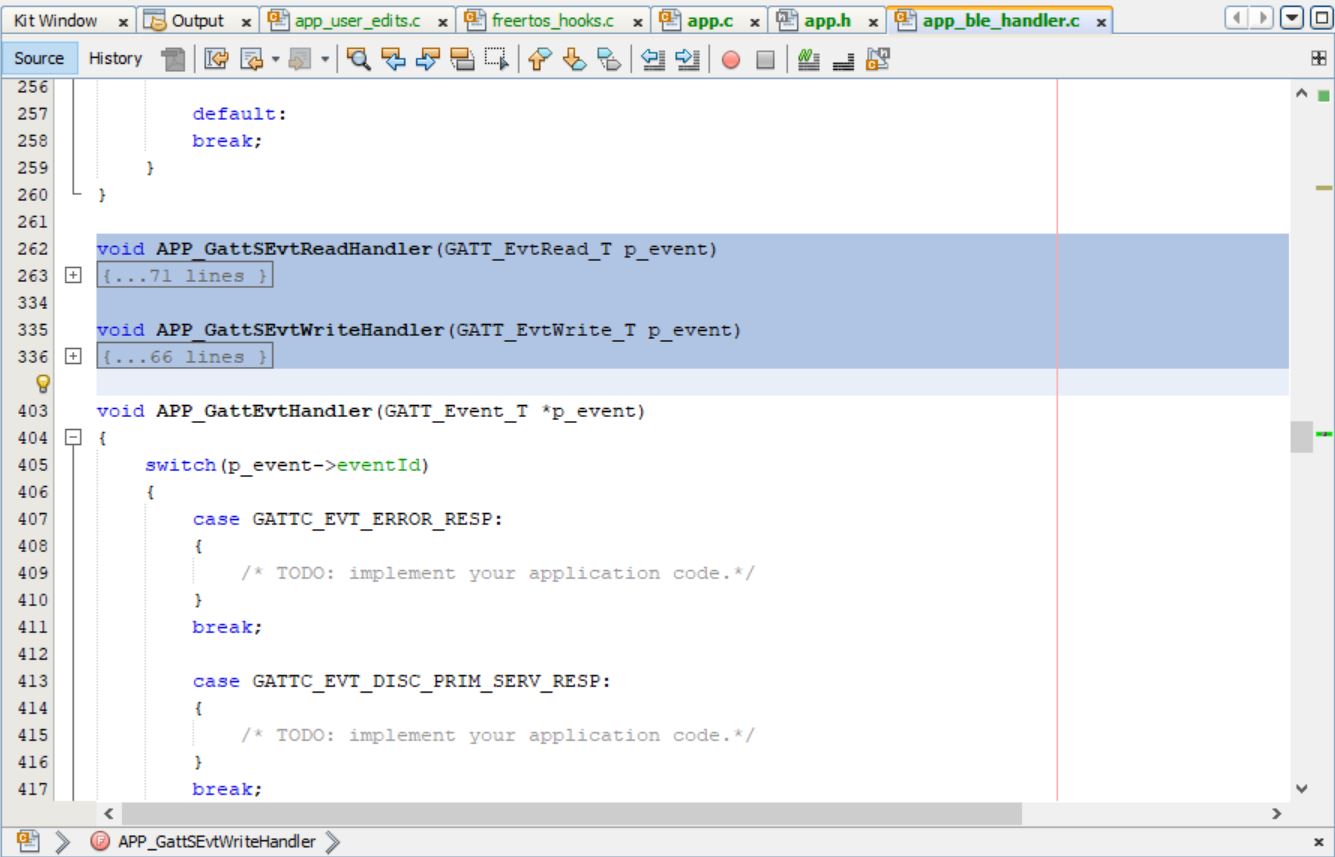 Kit Window x Output x app_user_edits.c x freertos_hooks.c x app.c x app.h x app_ble_handler.c x
Source History
256
257 default:
258 break;
259 }
260 }
261
262 void APP_GattSEvtReadHandler(GATT_EvtRead_T p_event)
263 {...71 lines }
334
335 void APP_GattSEvtWriteHandler(GATT_EvtWrite_T p_event)
336 {...66 lines }
403 void APP_GattEvtHandler(GATT_Event_T *p_event)
404 {
405 switch(p_event->eventId)
406 {
407 case GATTC_EVT_ERROR_RESP:
408 {
409 /* TODO: implement your application code.*/
410 }
411 break;
412
413 case GATTC_EVT_DISC_PRIM_SERV_RESP:
414 {
415 /* TODO: implement your application code.*/
416 }
417 break;
APP_GattSEvtWriteHandler x